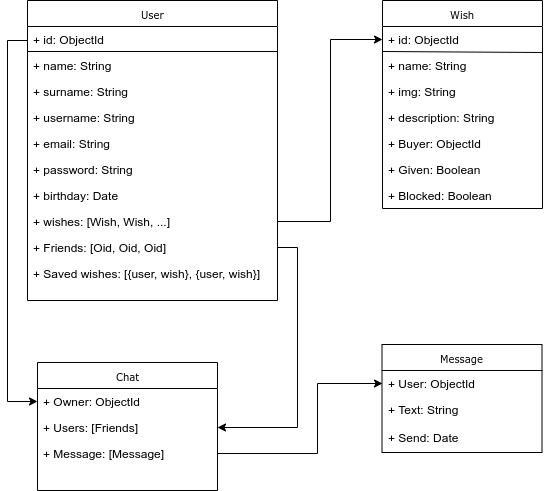 User
+ id: ObjectId
+ name: String
+ surname: String
+ username: String
+ email: String
+ password: String
+ birthday: Date
+ wishes: [Wish, Wish, ...]
+ Friends: [Oid, Oid, Oid]
+ Saved wishes: [{user, wish}, {user, wish}]
Wish
+ id: ObjectId
+ name: String
+ img: String
+ description: String
+ Buyer: ObjectId
+ Given: Boolean
+ Blocked: Boolean
Chat
+ Owner: ObjectId
+ Users: [Friends]
+ Message: [Message]
Message
+ User: ObjectId
+ Text: String
+ Send: Date